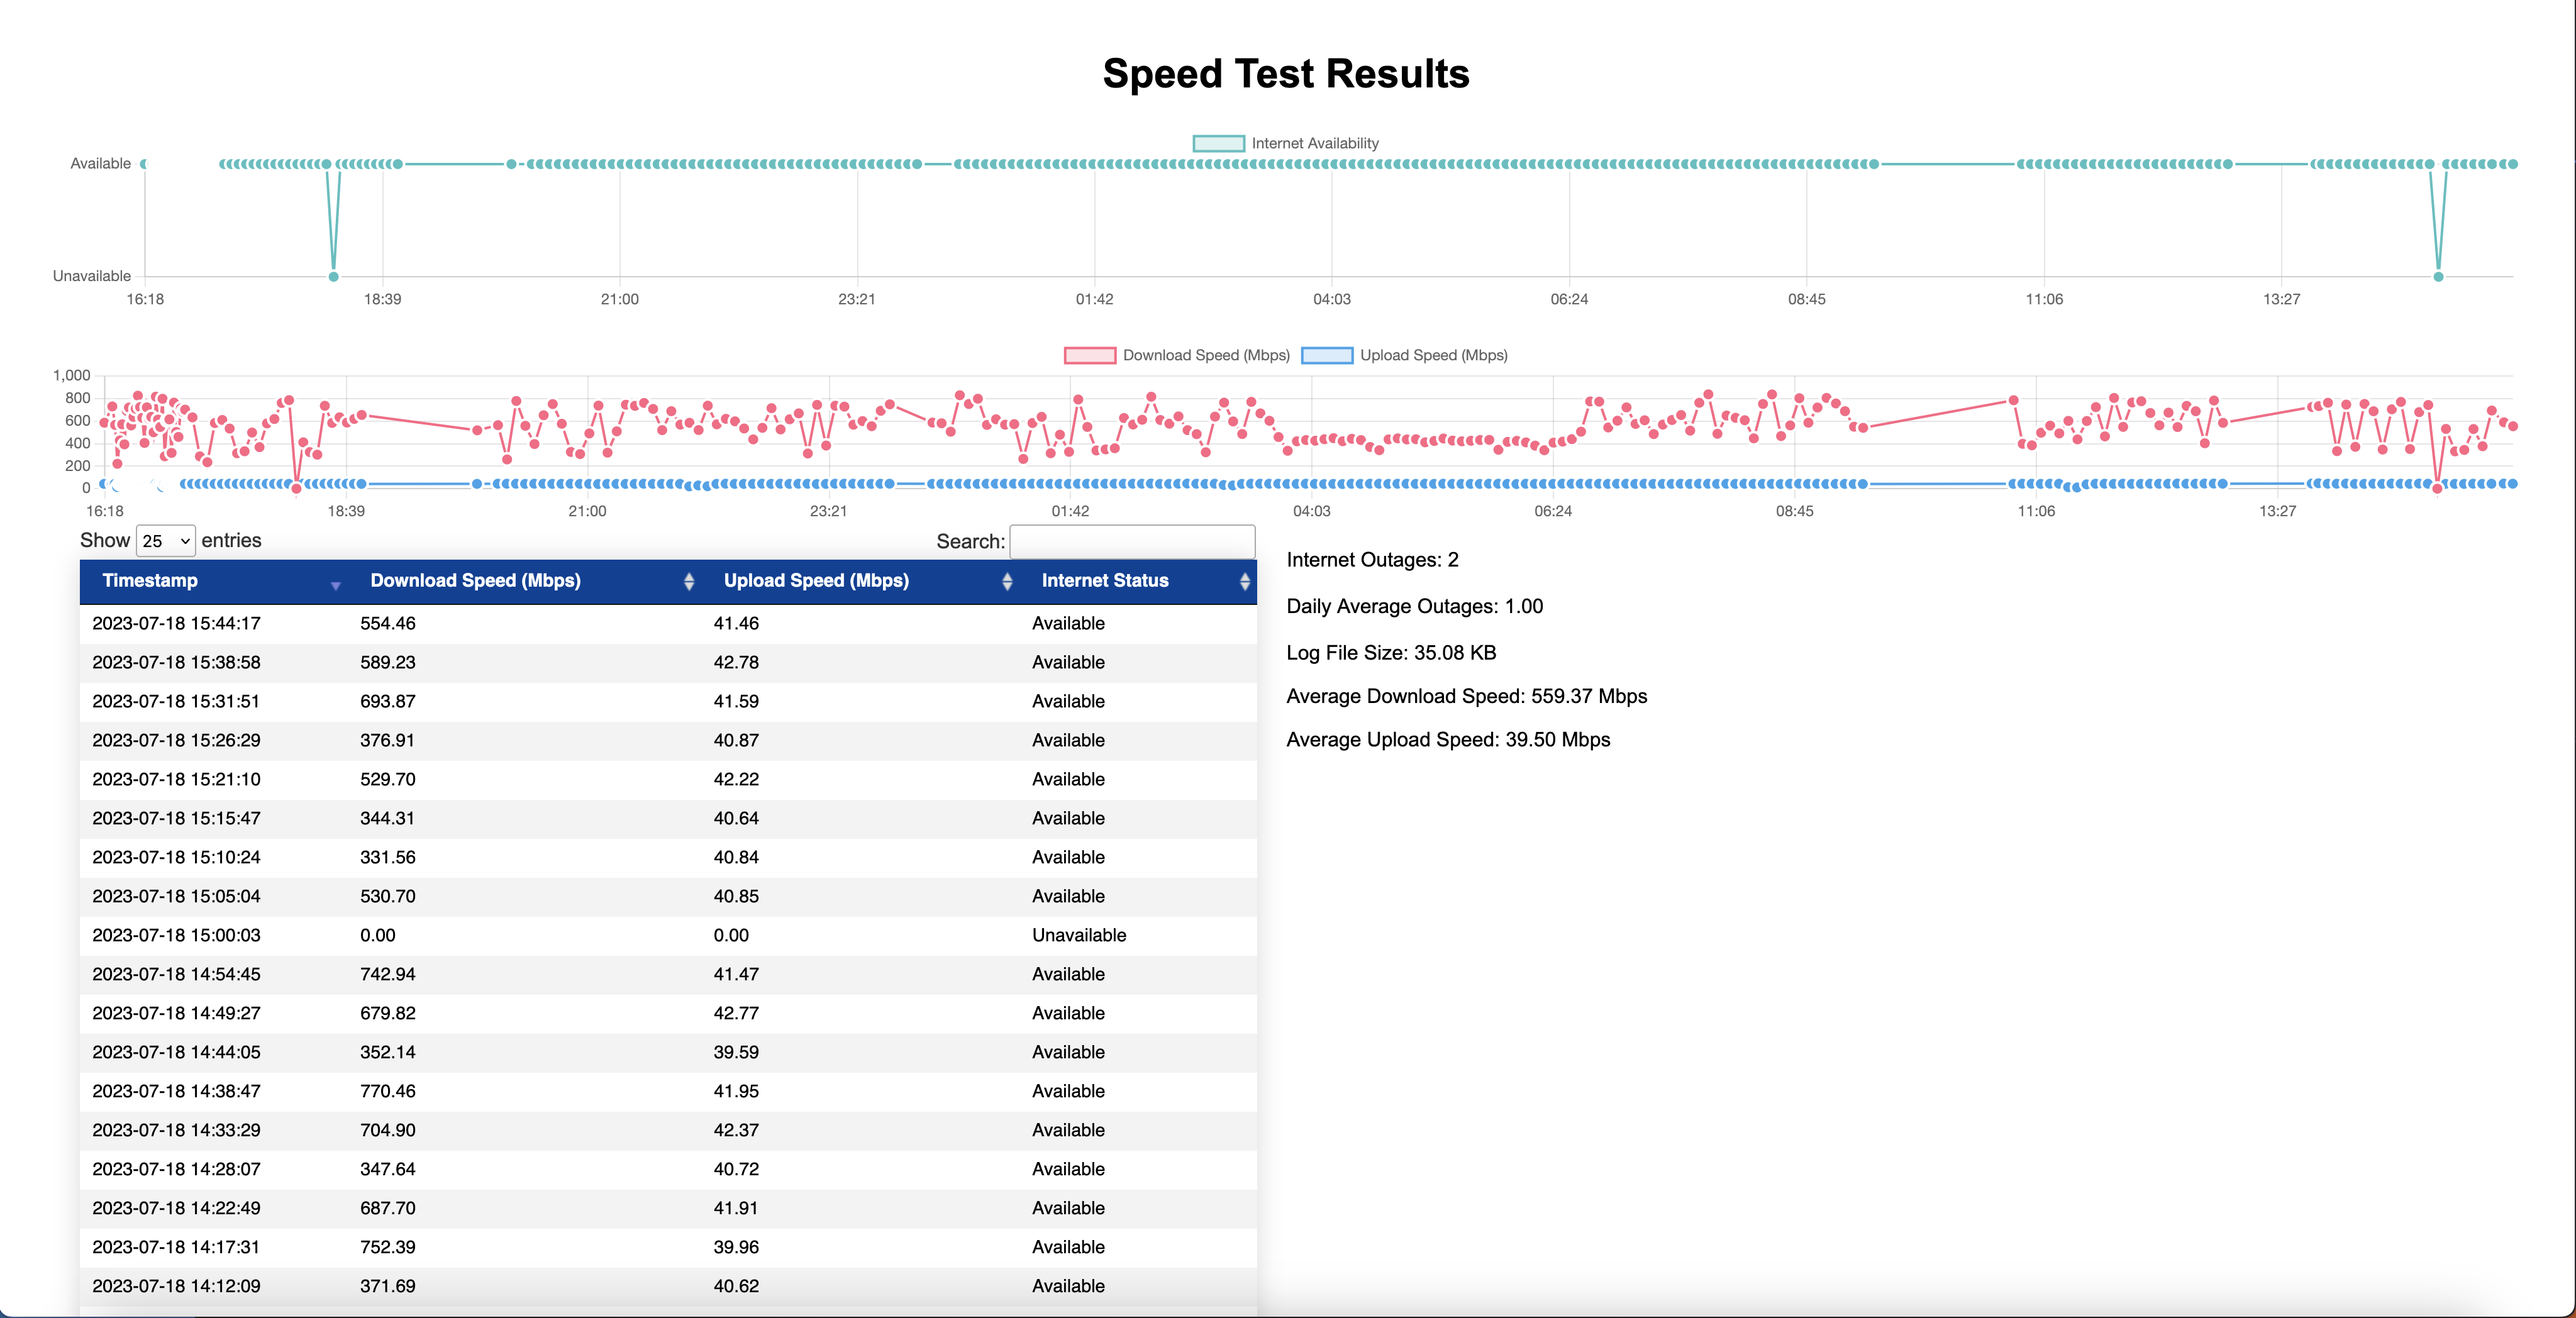 Speed Test Results
Internet Availability
Available
Unavailable
16:18 18:39 21:00 23:21 01:42 04:03 06:24 08:45 11:06 13:27
Download Speed (Mbps) Upload Speed (Mbps)
1,000
800
600
400
200
0
16:18 18:39 21:00 23:21 01:42 04:03 06:24 08:45 11:06 13:27
Show 25 entries Search:
Timestamp Download Speed (Mbps) Upload Speed (Mbps) Internet Status
2023-07-18 15:44:17 554.46 41.46 Available
2023-07-18 15:38:58 589.23 42.78 Available
2023-07-18 15:31:51 693.87 41.59 Available
2023-07-18 15:26:29 376.91 40.87 Available
2023-07-18 15:21:10 529.70 42.22 Available
2023-07-18 15:15:47 344.31 40.64 Available
2023-07-18 15:10:24 331.56 40.84 Available
2023-07-18 15:05:04 530.70 40.85 Available
2023-07-18 15:00:03 0.00 0.00 Unavailable
2023-07-18 14:54:45 742.94 41.47 Available
2023-07-18 14:49:27 679.82 42.77 Available
2023-07-18 14:44:05 352.14 39.59 Available
2023-07-18 14:38:47 770.46 41.95 Available
2023-07-18 14:33:29 704.90 42.37 Available
2023-07-18 14:28:07 347.64 40.72 Available
2023-07-18 14:22:49 687.70 41.91 Available
2023-07-18 14:17:31 752.39 39.96 Available
2023-07-18 14:12:09 371.69 40.62 Available
Internet Outages: 2
Daily Average Outages: 1.00
Log File Size: 35.08 KB
Average Download Speed: 559.37 Mbps
Average Upload Speed: 39.50 Mbps